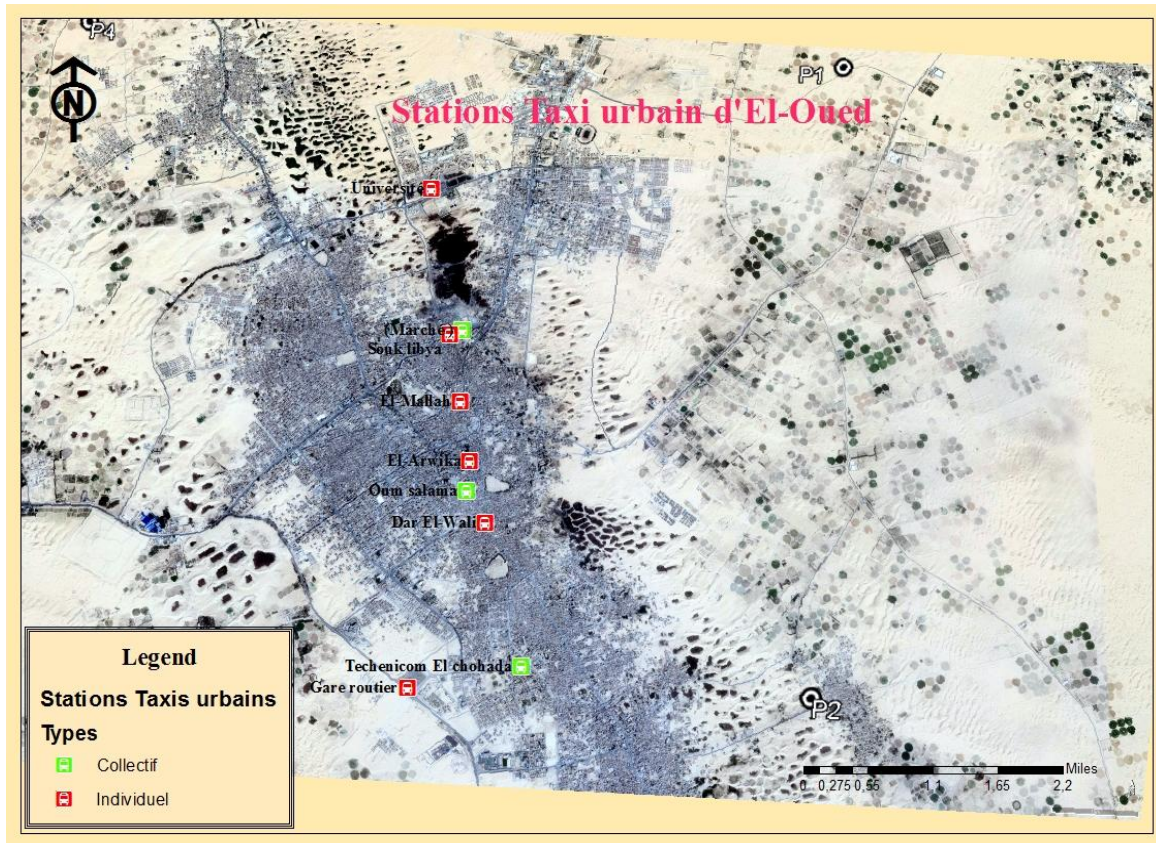 P4
P1
Stations Taxi urbain d'El-Oued
Université
(Marché)
Souk libya
El-Mallah
El-Arwika
Oum salama
Dar El-Wali
Techenicom El chohada
Gare routier
P2
N
Legend
Stations Taxis urbains
Types
Collectif
Individuel
Miles
0 0,275 0,55 1,1 1,65 2,2